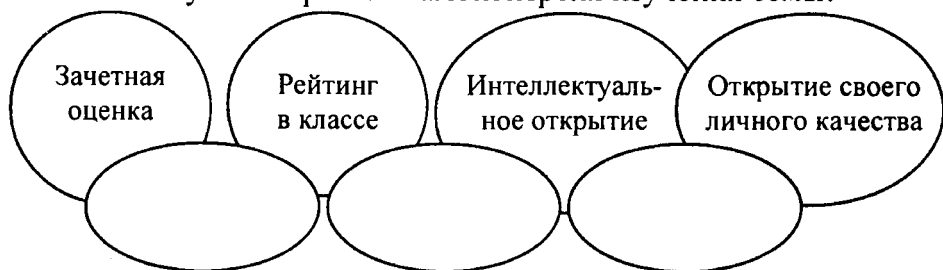 Зачетная
оценка
Рейтинг
в классе
Интеллектуаль-
ное открытие
Открытие своего
личного качества